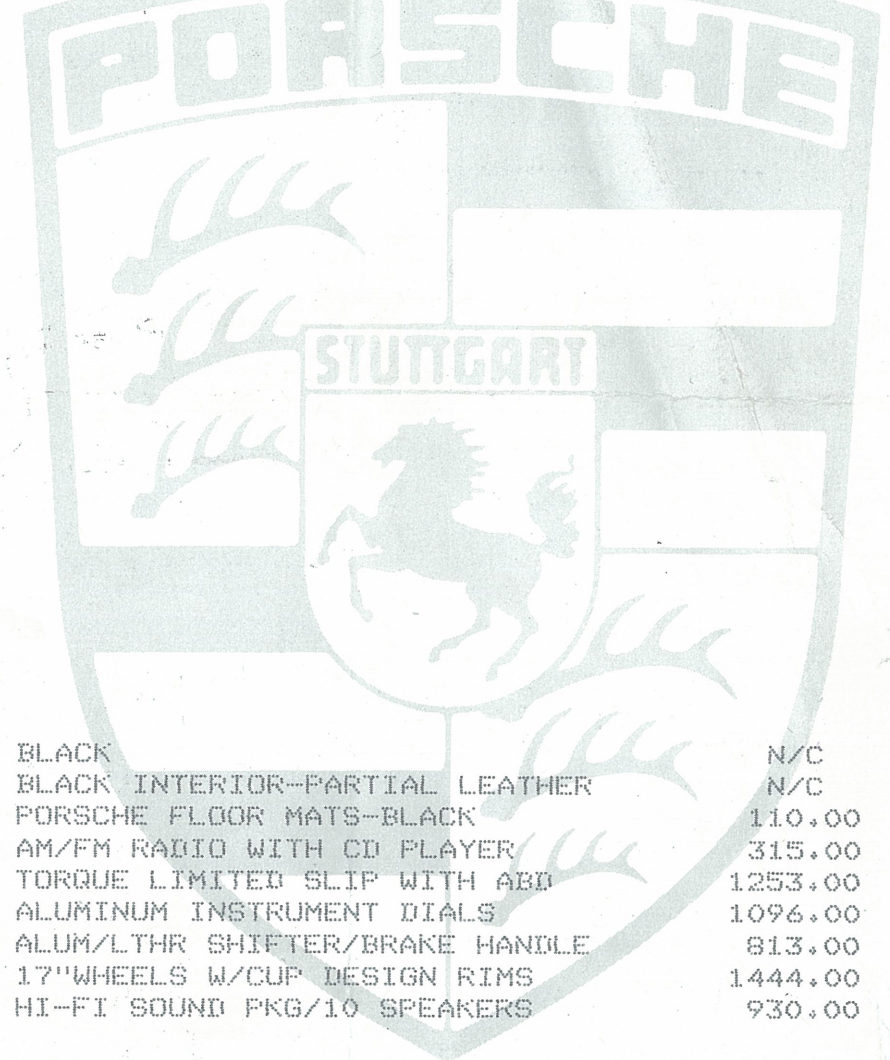 PORSCHE
STUTTGART
BLACK N/C
BLACK INTERIOR-PARTIAL LEATHER N/C
PORSCHE FLOOR MATS-BLACK 110.00
AM/FM RADIO WITH CD PLAYER 315.00
TORQUE LIMITED SLIP WITH ABD 1253.00
ALUMINUM INSTRUMENT DIALS 1096.00
ALUM/LTHR SHIFTER/BRAKE HANDLE 813.00
17"WHEELS W/CUP DESIGN RIMS 1444.00
HI-FI SOUND PKG/10 SPEAKERS 930.00